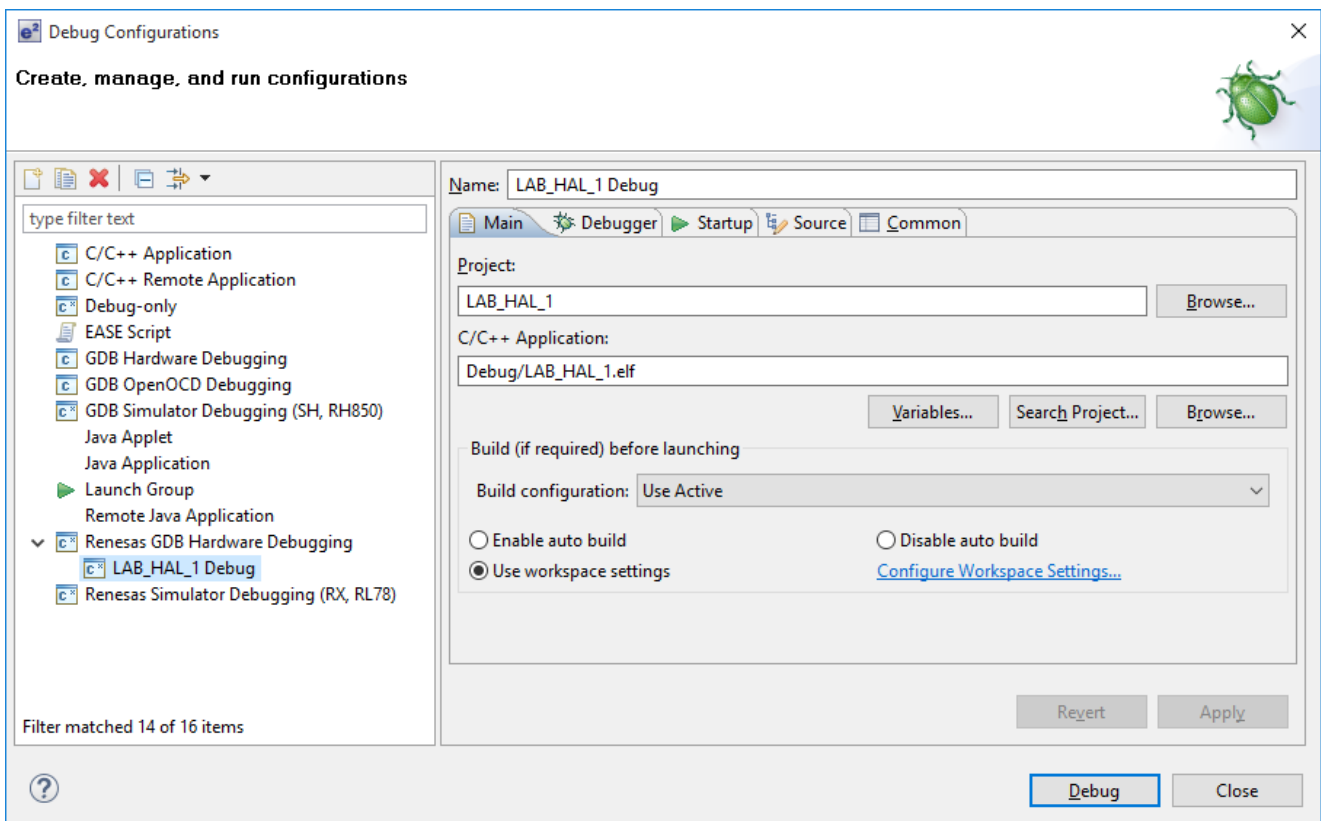 e² Debug Configurations
Create, manage, and run configurations
type filter text
C/C++ Application
C/C++ Remote Application
Debug-only
EASE Script
GDB Hardware Debugging
GDB OpenOCD Debugging
GDB Simulator Debugging (SH, RH850)
Java Applet
Java Application
Launch Group
Remote Java Application
Renesas GDB Hardware Debugging
LAB_HAL_1 Debug
Renesas Simulator Debugging (RX, RL78)
Filter matched 14 of 16 items
Name: LAB_HAL_1 Debug
Main Debugger Startup Source Common
Project:
LAB_HAL_1 Browse...
C/C++ Application:
Debug/LAB_HAL_1.elf
Variables... Search Project... Browse...
Build (if required) before launching
Build configuration: Use Active
Enable auto build Disable auto build
Use workspace settings Configure Workspace Settings...
Revert Apply
? Debug Close